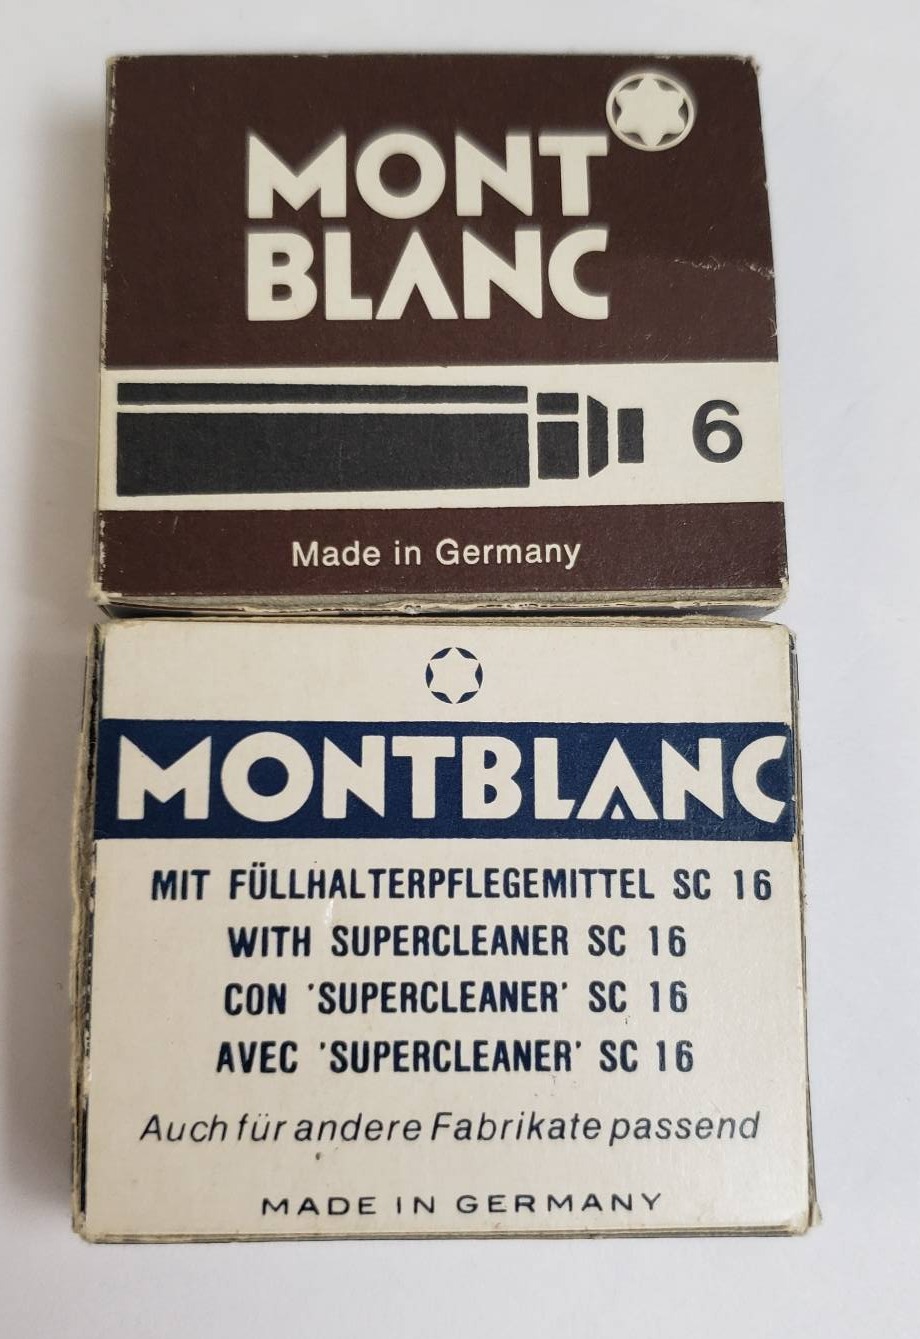 MONT
BLANC
6
Made in Germany
MONTBLANC
MIT FÜLLHALTERPFLEGEMITTEL SC 16
WITH SUPERCLEANER SC 16
CON 'SUPERCLEANER' SC 16
AVEC 'SUPERCLEANER' SC 16
Auch für andere Fabrikate passend
MADE IN GERMANY